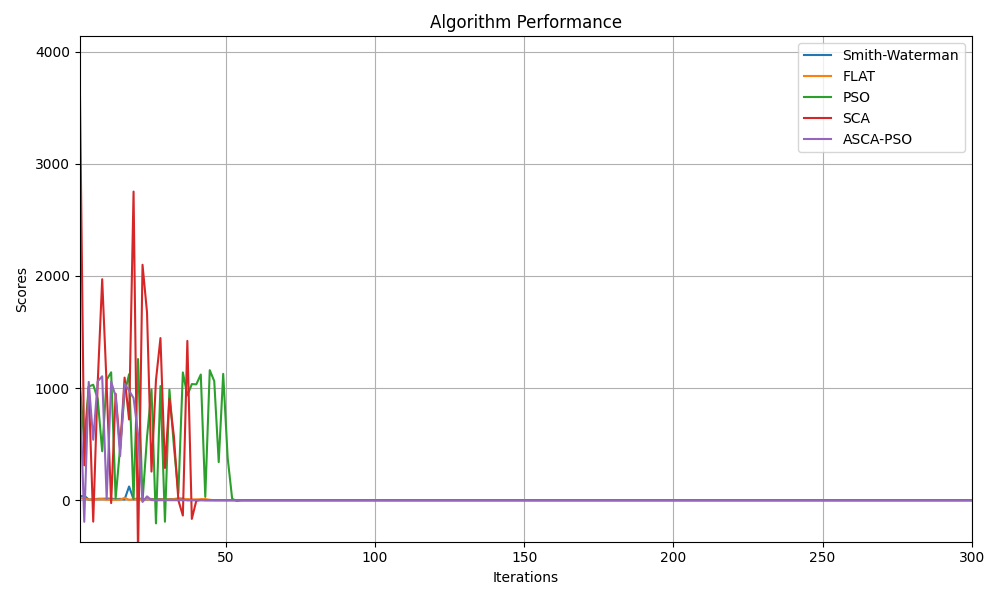 Algorithm Performance
4000
3000
2000
1000
0
Scores
Smith-Waterman
FLAT
PSO
SCA
ASCA-PSO
50
100
150
200
250
300
Iterations